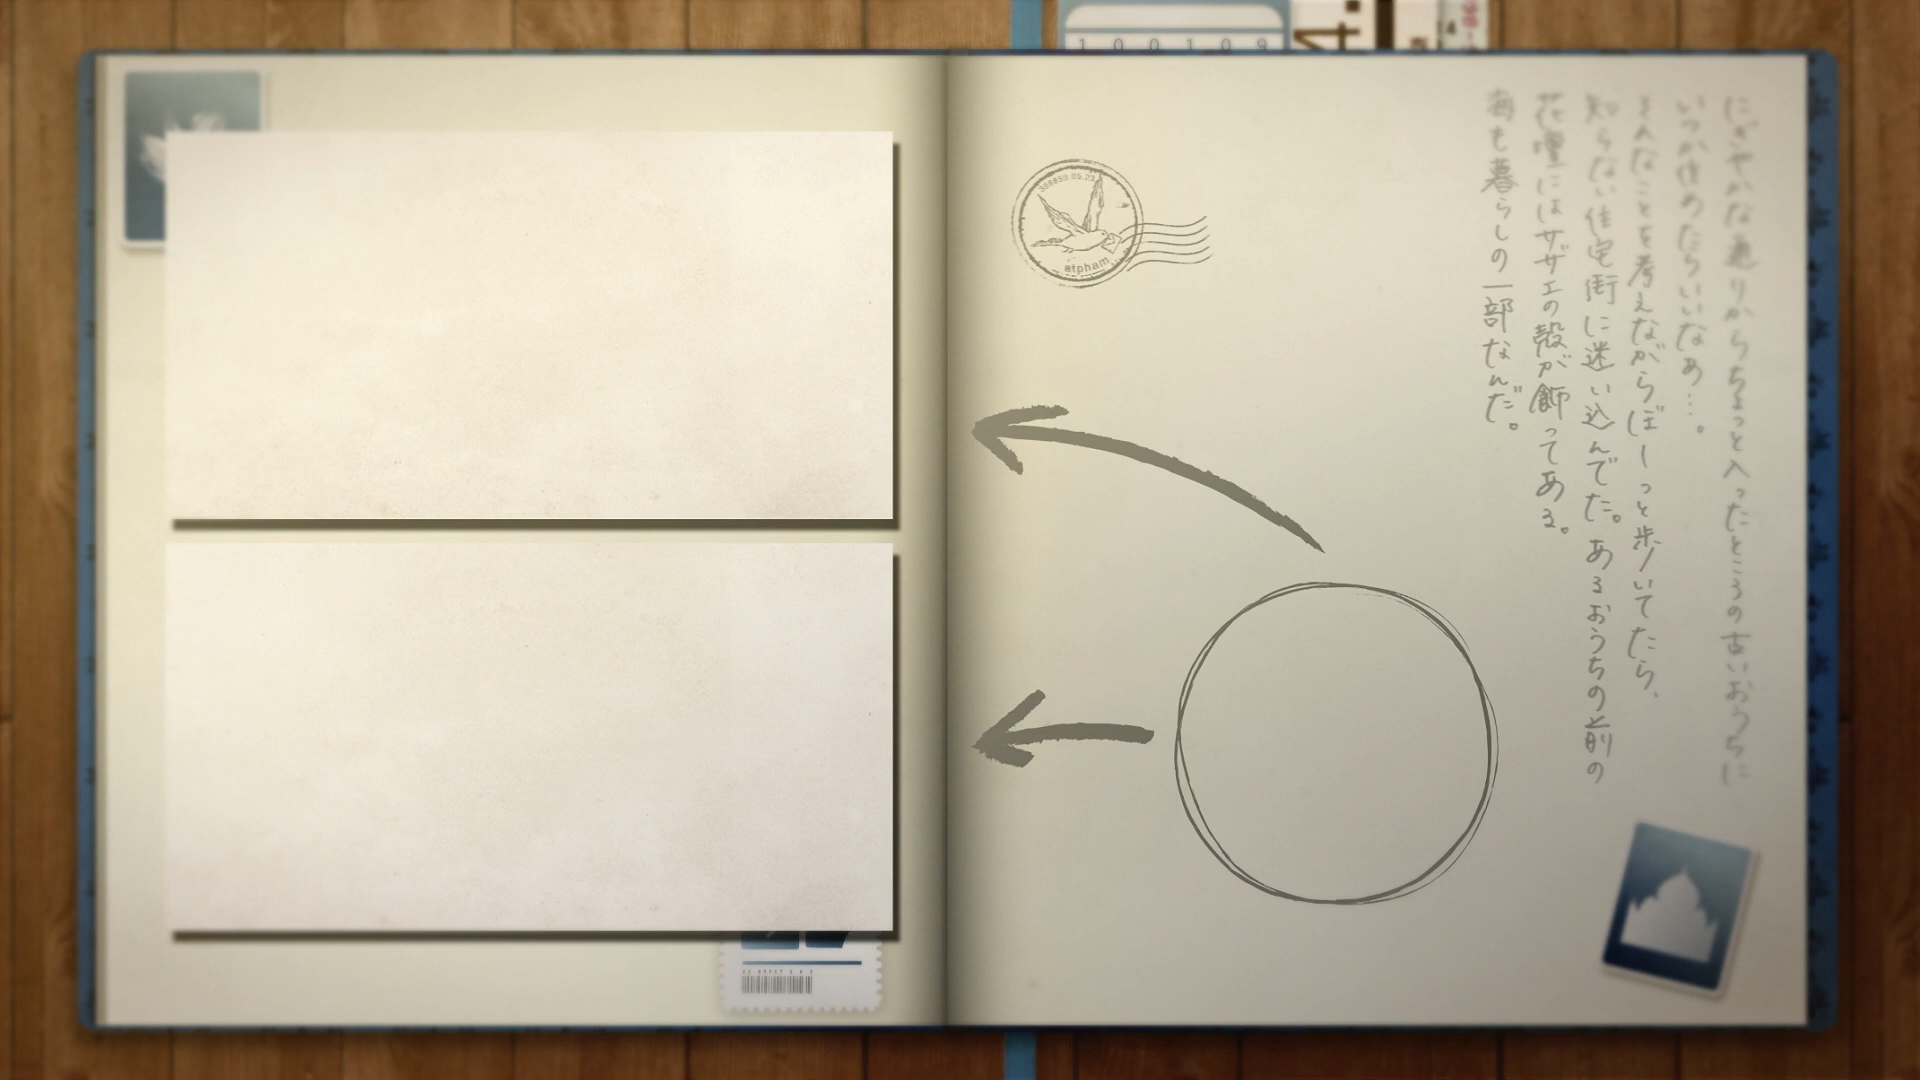 にぎやかな通りからちょっと入ったところの古いおうちに
いつか住めたらいいなぁ…。
そんなことを考えながらぼーっと歩いてたら、
知らない住宅街に迷い込んでた。あるおうちの前の
花壇にはサザエの殻が飾ってある。
海も暮らしの一部なんだ。
atpham
100109